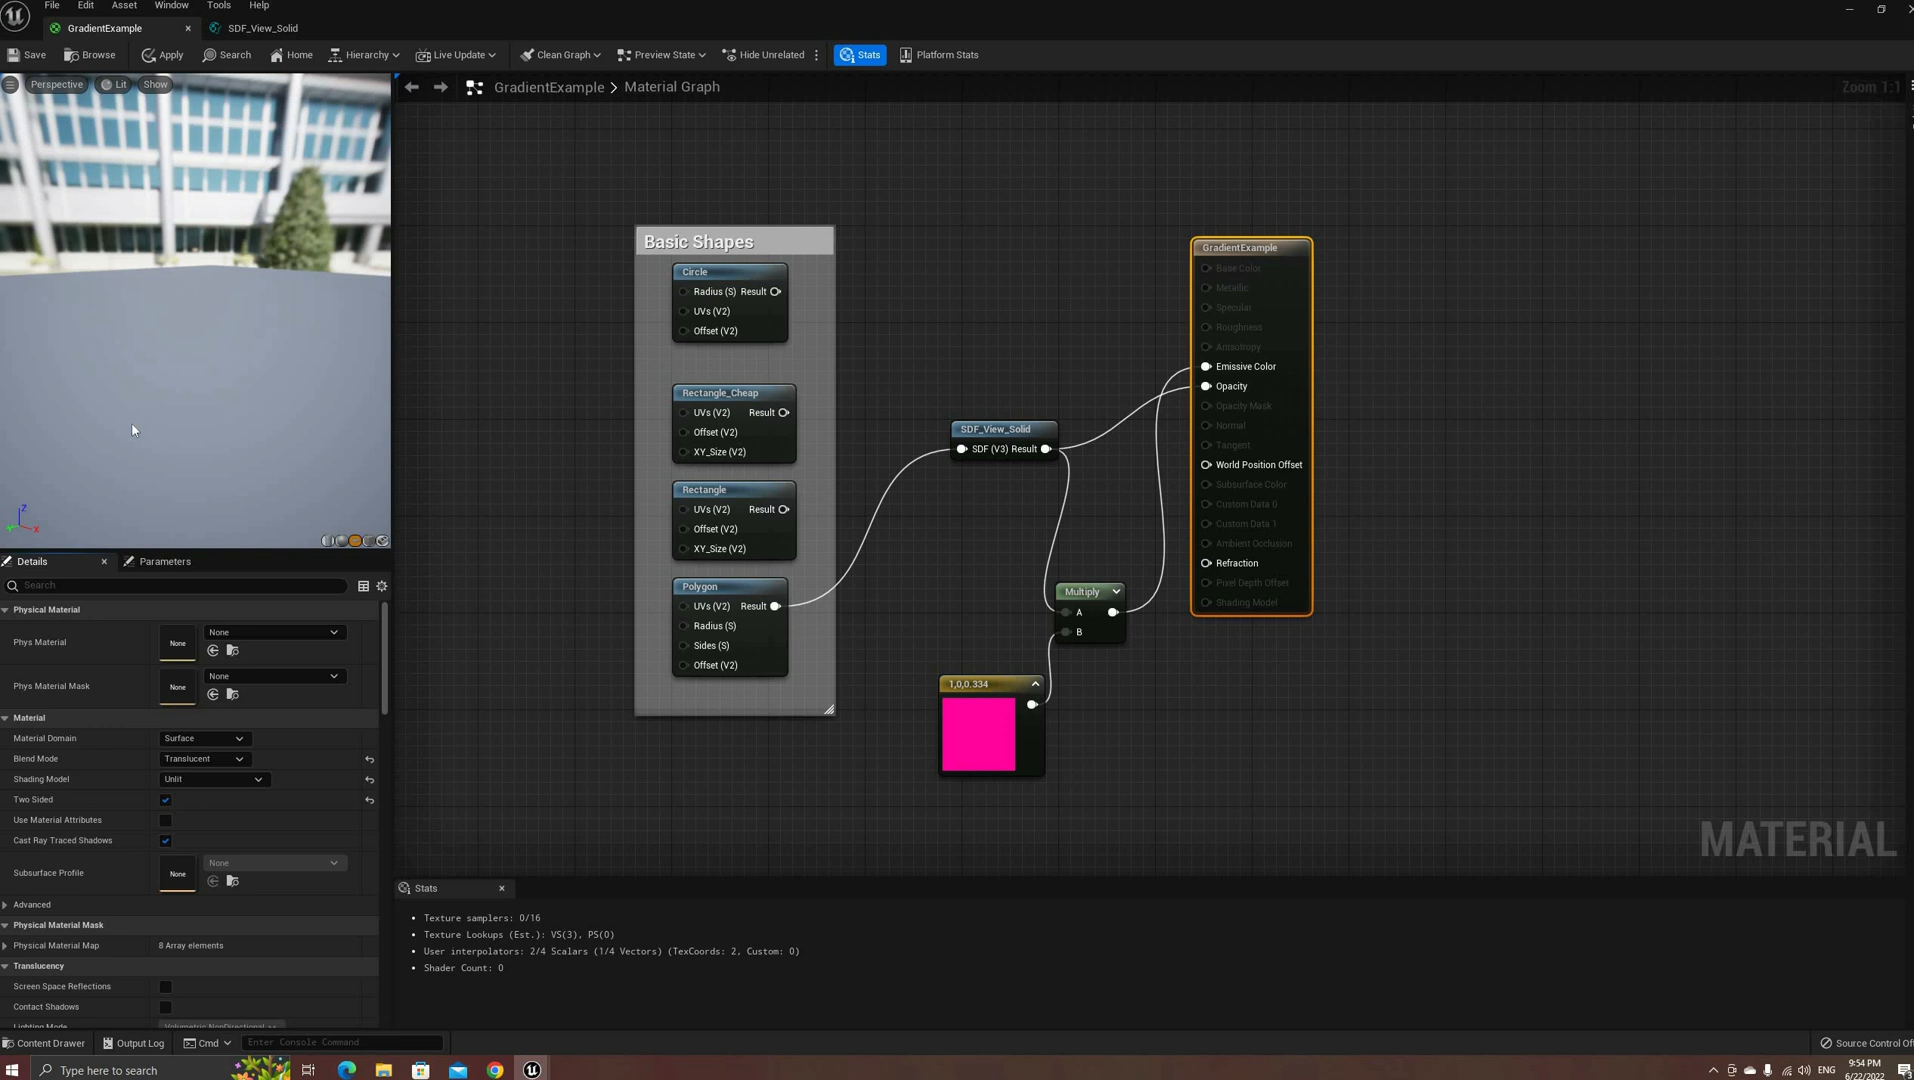 File Edit Asset Window Tools Help
GradientExample SDF_View_Solid
Save Browse Apply Search Home Hierarchy Live Update Clean Graph Preview State Hide Unrelated Stats Platform Stats
Perspective Lit Show
GradientExample > Material Graph
Zoom 1:1
Basic Shapes
Circle
Radius (S) Result
UVs (V2)
Offset (V2)
Rectangle_Cheap
UVs (V2) Result
Offset (V2)
XY_Size (V2)
Rectangle
UVs (V2) Result
Offset (V2)
XY_Size (V2)
Polygon
UVs (V2) Result
Radius (S)
Sides (S)
Offset (V2)
SDF_View_Solid
SDF (V3) Result
Multiply
A
B
1,0,0.334
GradientExample
Base Color
Metallic
Specular
Roughness
Anisotropy
Emissive Color
Opacity
Opacity Mask
Normal
Tangent
World Position Offset
Subsurface Color
Custom Data 0
Custom Data 1
Ambient Occlusion
Refraction
Pixel Depth Offset
Shading Model
MATERIAL
Z
X
Details Parameters
Search
Physical Material
Phys Material None None
Phys Material Mask None None
Material
Material Domain Surface
Blend Mode Translucent
Shading Model Unlit
Two Sided
Use Material Attributes
Cast Ray Traced Shadows
Subsurface Profile None None
Advanced
Physical Material Mask
Physical Material Map 8 Array elements
Translucency
Screen Space Reflections
Contact Shadows
Lighting Mode Volumetric NonDirectional
Stats
Texture samplers: 0/16
Texture Lookups (Est.): VS(3), PS(0)
User interpolators: 2/4 Scalars (1/4 Vectors) (TexCoords: 2, Custom: 0)
Shader Count: 0
Content Drawer Output Log Cmd Enter Console Command
Source Control Off
Type here to search
ENG
9:54 PM
6/22/2022